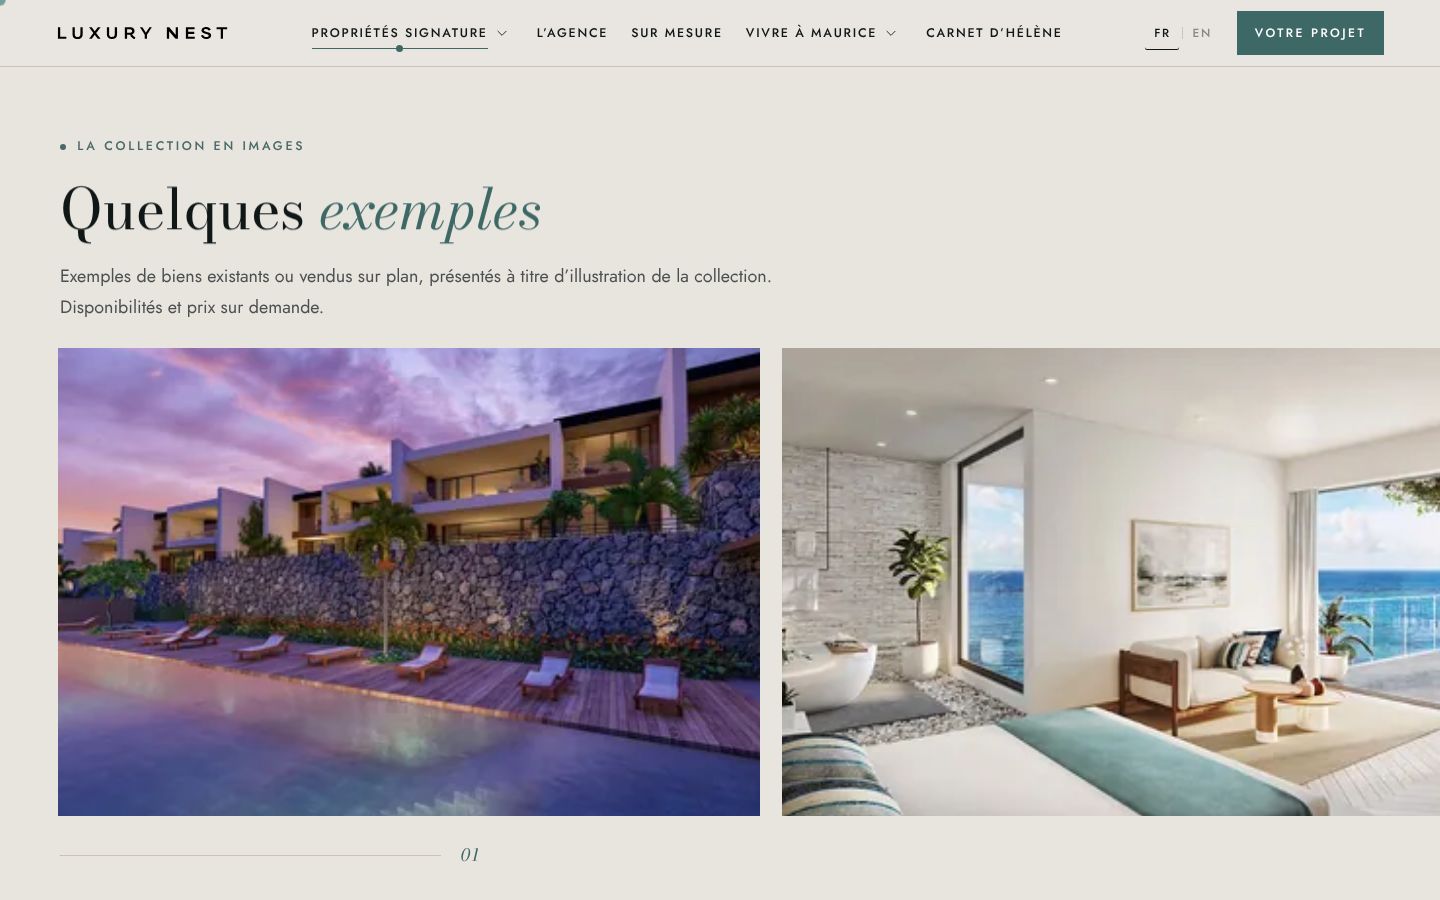 LUXURY NEST
PROPRIÉTÉS SIGNATURE
L’AGENCE
SUR MESURE
VIVRE À MAURICE
CARNET D’HÉLÈNE
FR
EN
VOTRE PROJET
LA COLLECTION EN IMAGES
Quelques exemples
Exemples de biens existants ou vendus sur plan, présentés à titre d’illustration de la collection.
Disponibilités et prix sur demande.
01